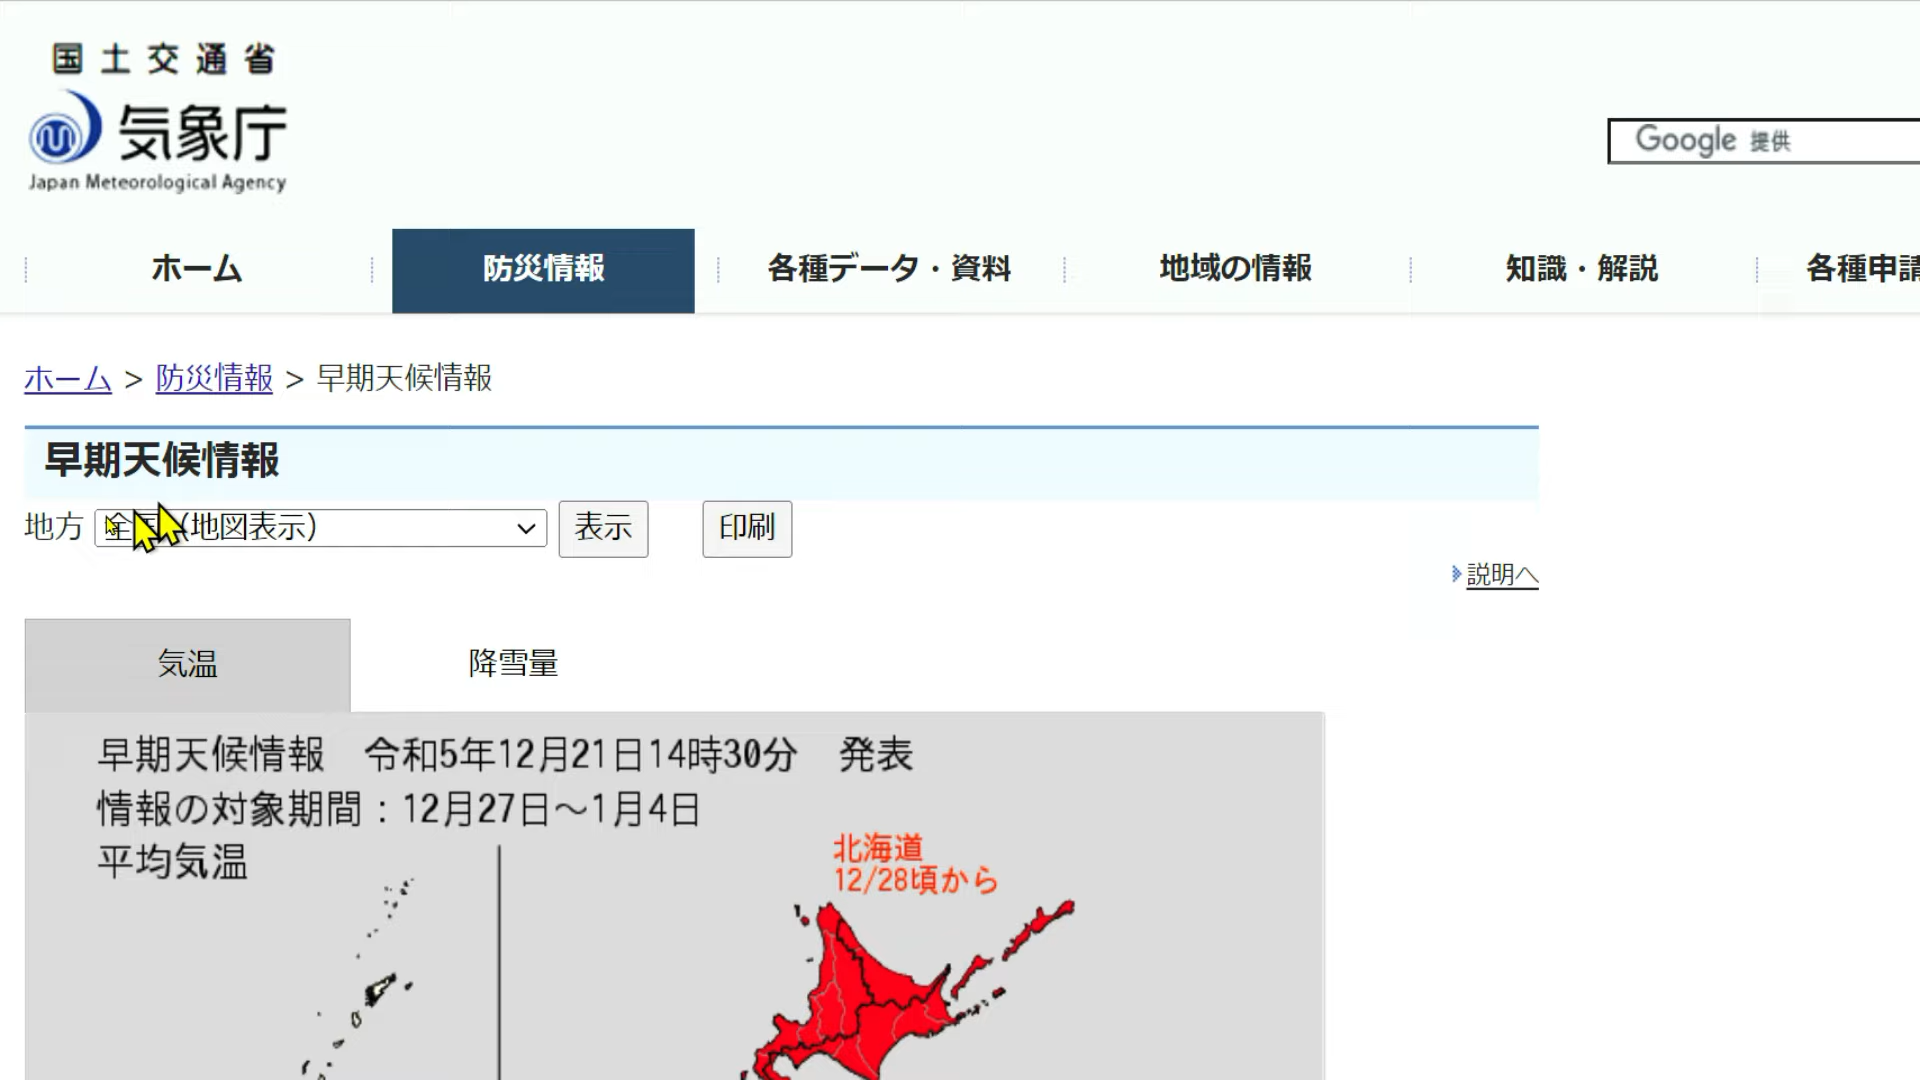 国土交通省
気象庁
Japan Meteorological Agency
Google 提供
ホーム
防災情報
各種データ・資料
地域の情報
知識・解説
各種申請
ホーム > 防災情報 > 早期天候情報
早期天候情報
地方 全国(地図表示) 表示 印刷
説明へ
気温 降雪量
早期天候情報 令和5年12月21日14時30分 発表
情報の対象期間:12月27日~1月4日
平均気温
北海道
12/28頃から